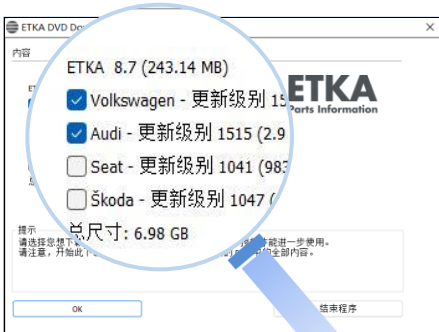 ETKA DVD Do
内容
ETKA 8.7 (243.14 MB)
Volkswagen - 更新级别 15
Audi - 更新级别 1515 (2.9
Seat - 更新级别 1041 (983
Škoda - 更新级别 1047 (
总尺寸: 6.98 GB
ETKA
Parts Information
提示
请选择您想下 能进一步使用。
请注意，开始此下 的全部内容。
OK
结束程序